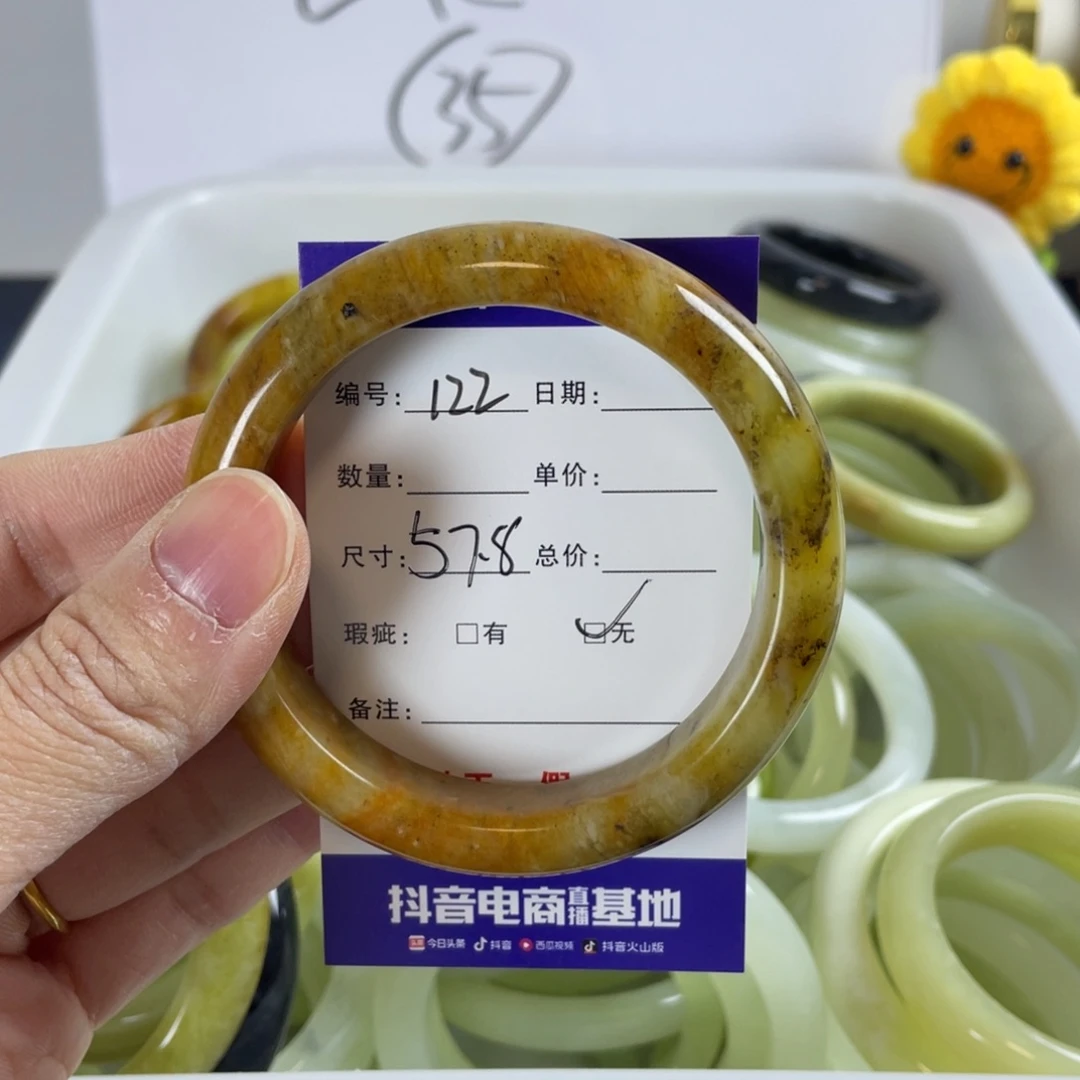 (35)
编号: 122 日期:
数量: 单价:
尺寸: 57.8 总价:
瑕疵: □有 ☑无
备注:
假
抖音电商直播基地
今日头条 抖音 西瓜视频 抖音火山版